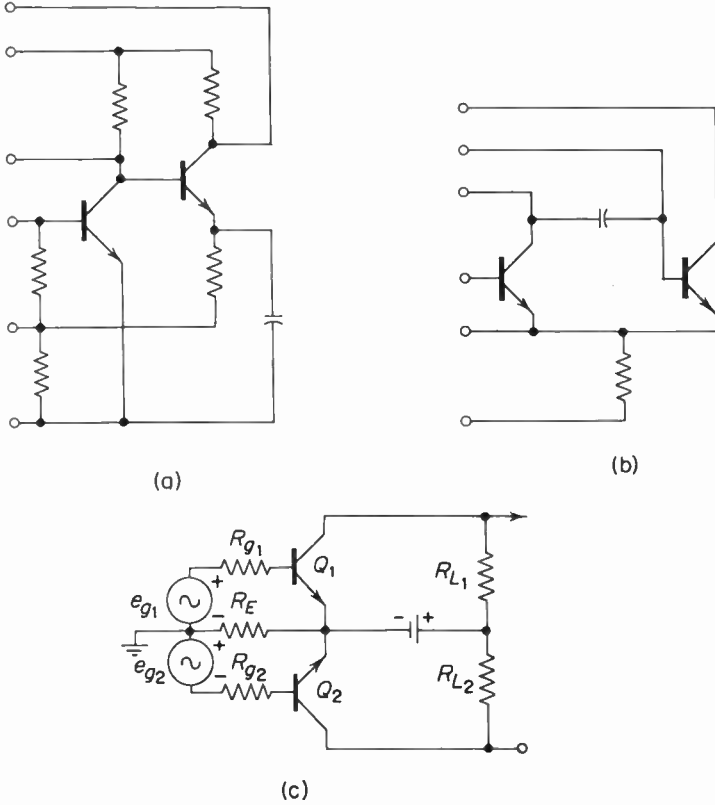 (a)
(b)
R_{g_1}
Q_1
R_{L_1}
+
e_{g_1}
- R_E
- +
+
e_{g_2}
R_{g_2}
R_{L_2}
-
Q_2
(c)